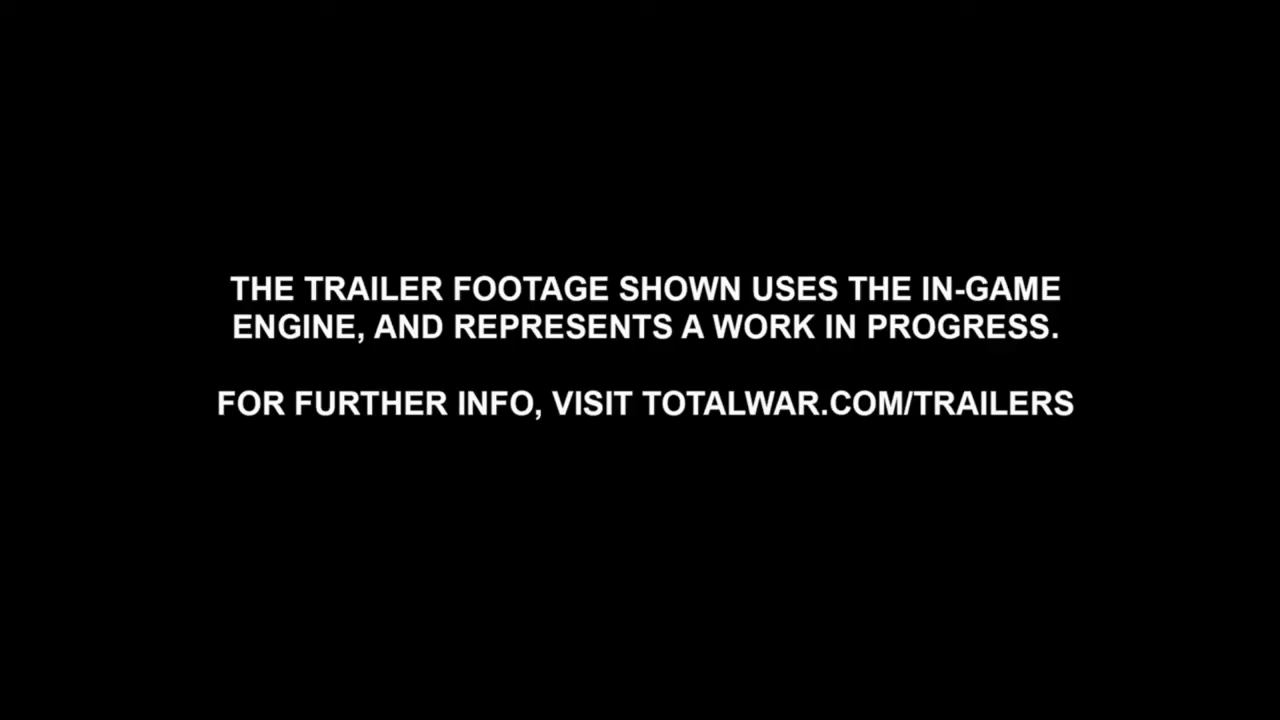 THE TRAILER FOOTAGE SHOWN USES THE IN-GAME
ENGINE, AND REPRESENTS A WORK IN PROGRESS.
FOR FURTHER INFO, VISIT TOTALWAR.COM/TRAILERS